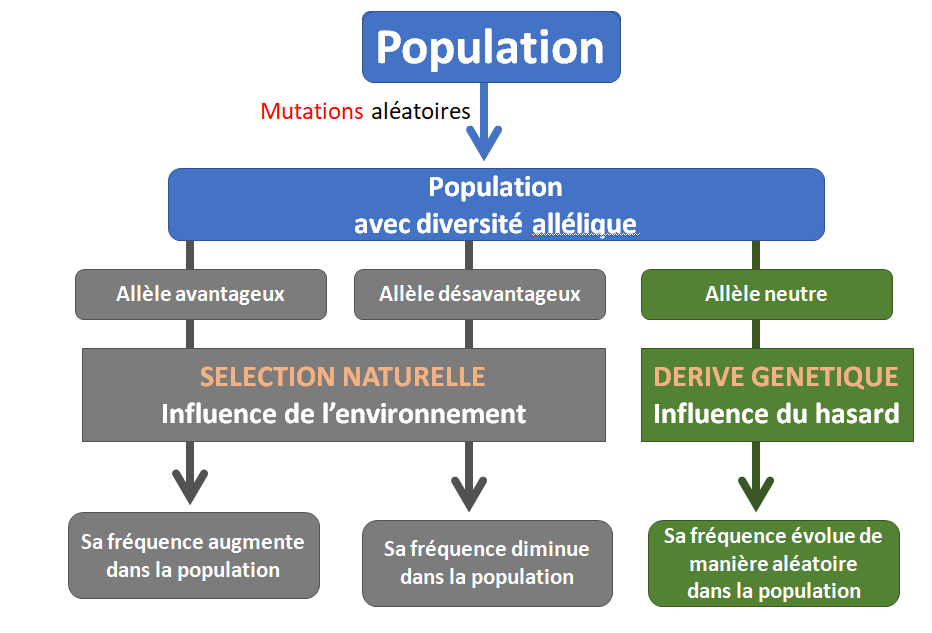 Population
Mutations aléatoires
Population
avec diversité allélique
Allèle avantageux
Allèle désavantageux
Allèle neutre
SELECTION NATURELLE
Influence de l’environnement
DERIVE GENETIQUE
Influence du hasard
Sa fréquence augmente
dans la population
Sa fréquence diminue
dans la population
Sa fréquence évolue de
manière aléatoire
dans la population